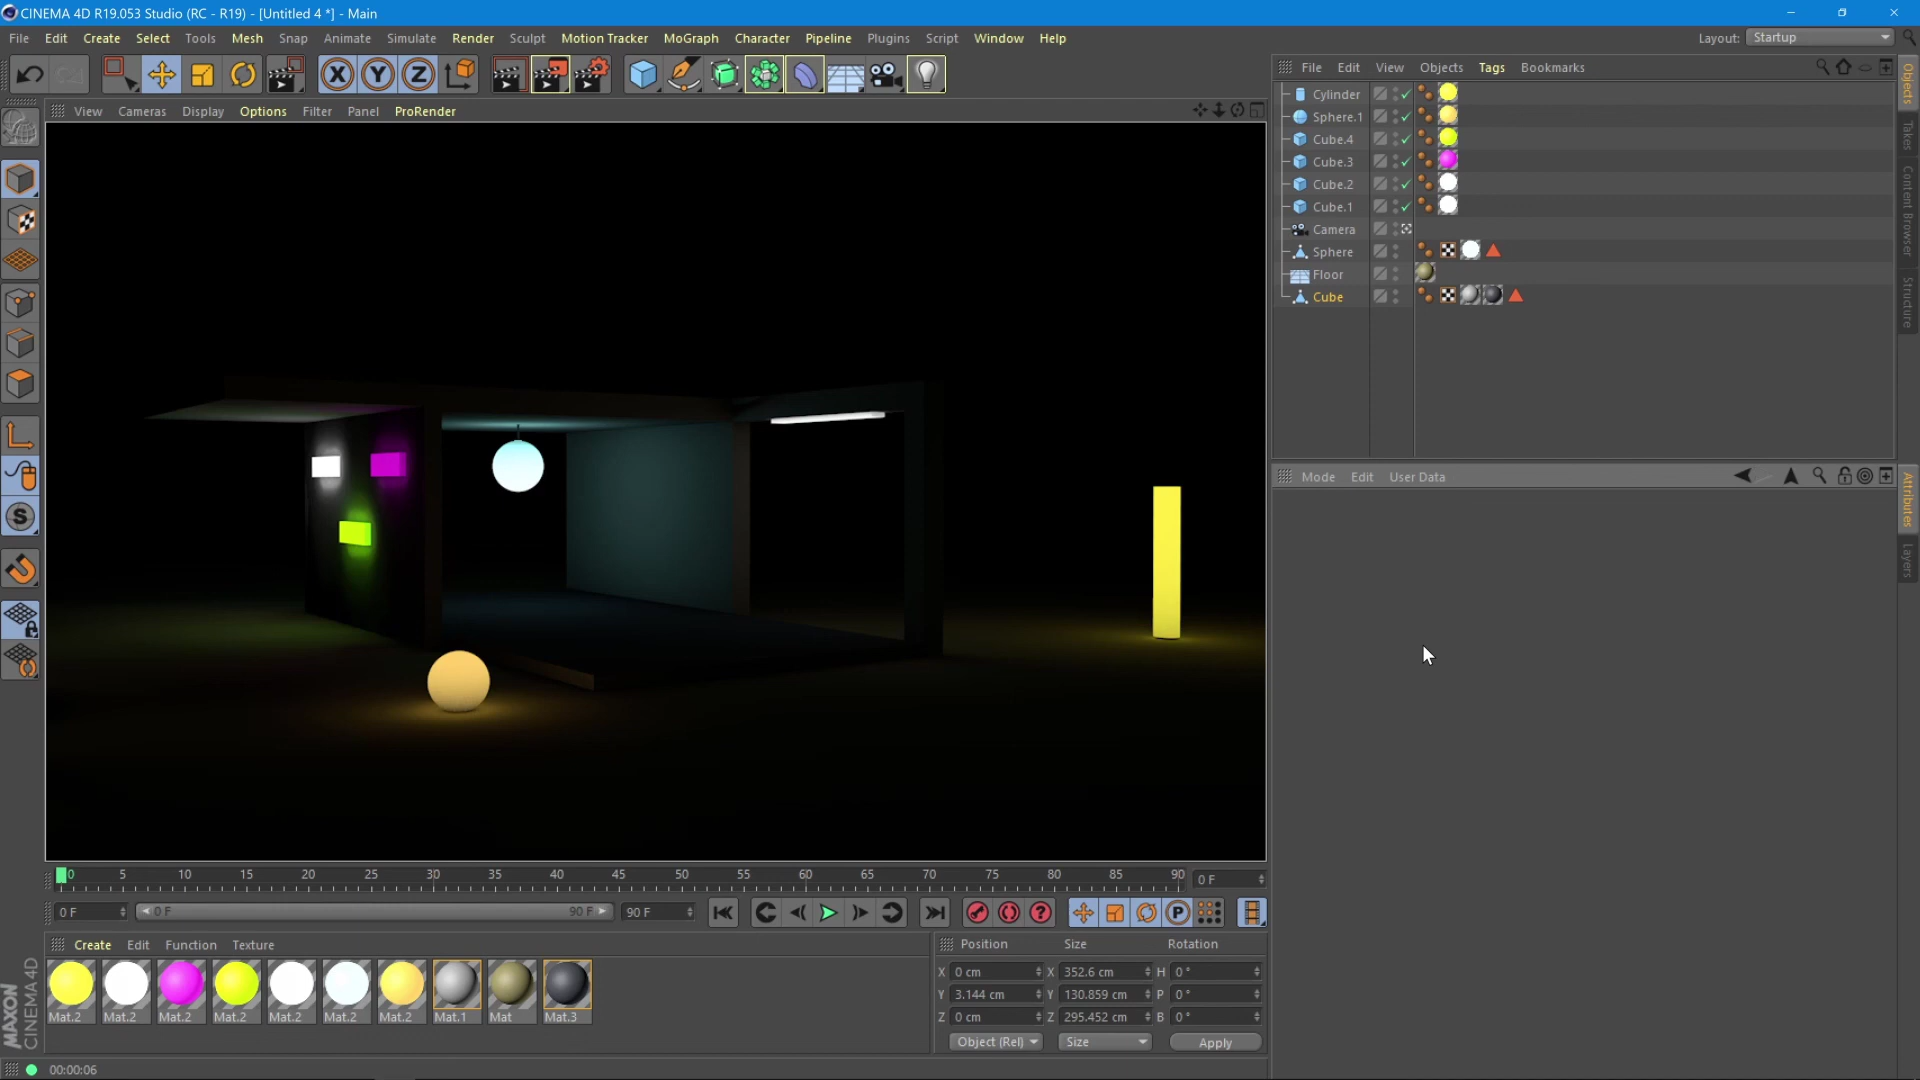 CINEMA 4D R19.053 Studio (RC - R19) - [Untitled 4 *] - Main
File Edit Create Select Tools Mesh Snap Animate Simulate Render Sculpt Motion Tracker MoGraph Character Pipeline Plugins Script Window Help
Layout: Startup
X Y Z
File Edit View Objects Tags Bookmarks
View Cameras Display Options Filter Panel ProRender
Cylinder
Sphere.1
Cube.4
Cube.3
Cube.2
Cube.1
Camera
Sphere
Floor
Cube
Objects
Takes
Content Browser
Structure
Mode Edit User Data
Attributes
Layers
S
0 5 10 15 20 25 30 35 40 45 50 55 60 65 70 75 80 85 90 0 F
0 F 0 F 90 F 90 F
P
Create Edit Function Texture
Mat.2 Mat.2 Mat.2 Mat.2 Mat.2 Mat.2 Mat.2 Mat.1 Mat Mat.3
Position Size Rotation
X 0 cm X 352.6 cm H 0 °
Y 3.144 cm Y 130.859 cm P 0 °
Z 0 cm Z 295.452 cm B 0 °
Object (Rel) Size Apply
MAXON
CINEMA 4D
00:00:06